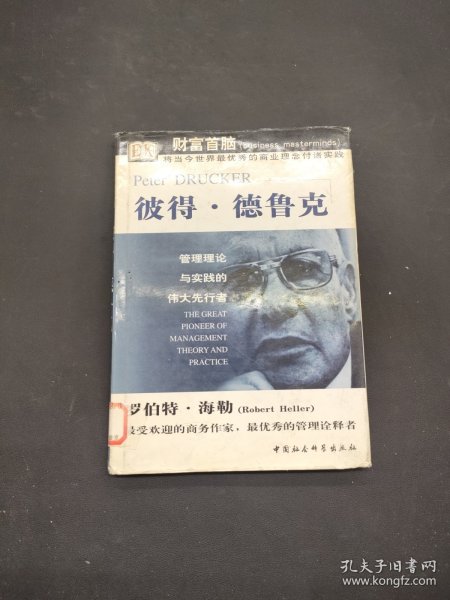 DK
财富首脑(business masterminds)
将当今世界最优秀的商业理念付诸实践
Peter DRUCKER
彼得·德鲁克
管理理论
与实践的
伟大先行者
THE GREAT
PIONEER OF
MANAGEMENT
THEORY AND
PRACTICE
罗伯特·海勒 (Robert Heller)
最受欢迎的商务作家，最优秀的管理诠释者
中国社会科学出版社
孔夫子旧书网
www.kongfz.com